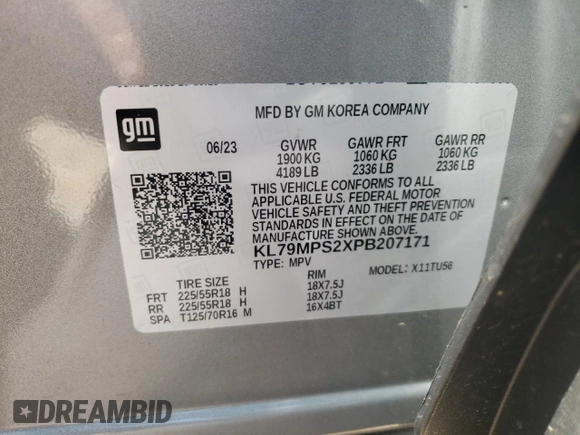 gm
MFD BY GM KOREA COMPANY
06/23 GVWR GAWR FRT GAWR RR
1900 KG 1060 KG 1060 KG
4189 LB 2336 LB 2336 LB
THIS VEHICLE CONFORMS TO ALL
APPLICABLE U.S. FEDERAL MOTOR
VEHICLE SAFETY AND THEFT PREVENTION
STANDARDS IN EFFECT ON THE DATE OF
MANUFACTURE SHOWN ABOVE.
KL79MPS2XPB207171
TYPE: MPV MODEL: X11TU56
TIRE SIZE RIM
FRT 225/55R18 H 18X7.5J
RR 225/55R18 H 18X7.5J
SPA T125/70R16 M 16X4BT
DREAMBID